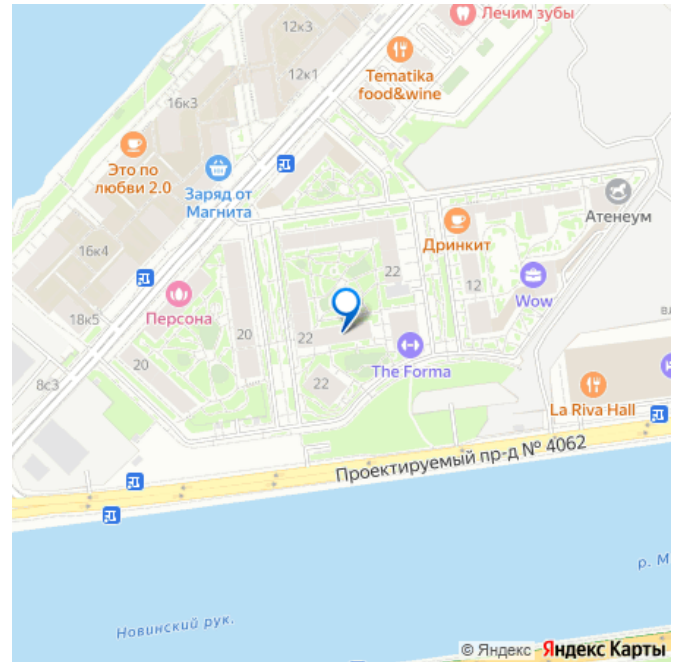 12к3
Лечим зубы
12к1
Tematika
food&wine
16к3
Это по
любви 2.0
Заряд от
Магнита
Атенеум
Дринкит
16к4
22
12
Wow
Персона
18к5
22
The Forma
20
20
22
8с3
La Riva Hall
Проектируемый пр-д № 4062
р. М
Новинский рук.
© Яндекс Яндекс Карты